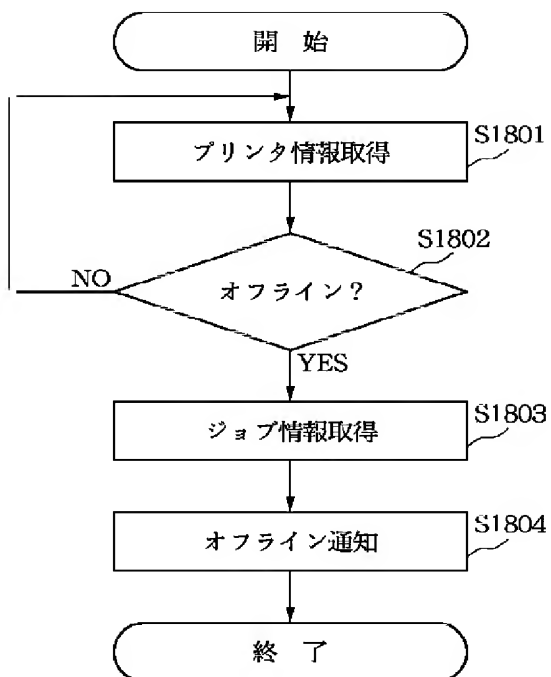 開 始
プリンタ情報取得
S1801
オフライン?
S1802
NO
YES
ジョブ情報取得
S1803
オフライン通知
S1804
終 了